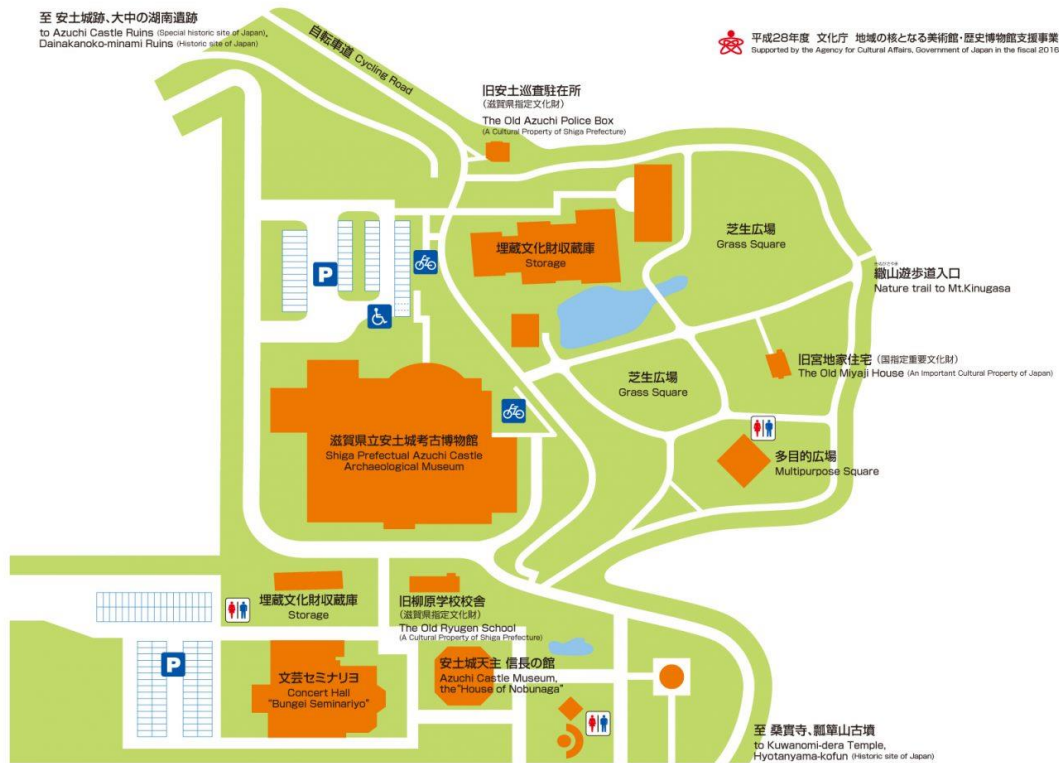 至 安土城跡、大中の湖南遺跡
to Azuchi Castle Ruins (Special historic site of Japan),
Dainakanoko-minami Ruins (Historic site of Japan)
自転車道 Cycling Road
平成28年度 文化庁 地域の核となる美術館・歴史博物館支援事業
Supported by the Agency for Cultural Affairs, Government of Japan in the fiscal 2016
旧安土巡査駐在所
(滋賀県指定文化財)
The Old Azuchi Police Box
(A Cultural Property of Shiga Prefecture)
芝生広場
Grass Square
埋蔵文化財収蔵庫
Storage
P
きぬがさやま
繖山遊歩道入口
Nature trail to Mt.Kinugasa
旧宮地家住宅 (国指定重要文化財)
The Old Miyaji House (An Important Cultural Property of Japan)
芝生広場
Grass Square
滋賀県立安土城考古博物館
Shiga Prefectual Azuchi Castle
Archaeological Museum
多目的広場
Multipurpose Square
埋蔵文化財収蔵庫
Storage
旧柳原学校校舎
(滋賀県指定文化財)
The Old Ryugen School
(A Cultural Property of Shiga Prefecture)
P
文芸セミナリヨ
Concert Hall
"Bungei Seminariyo"
安土城天主 信長の館
Azuchi Castle Museum,
the"House of Nobunaga"
至 桑實寺、瓢箪山古墳
to Kuwanomi-dera Temple,
Hyotanyama-kofun (Historic site of Japan)